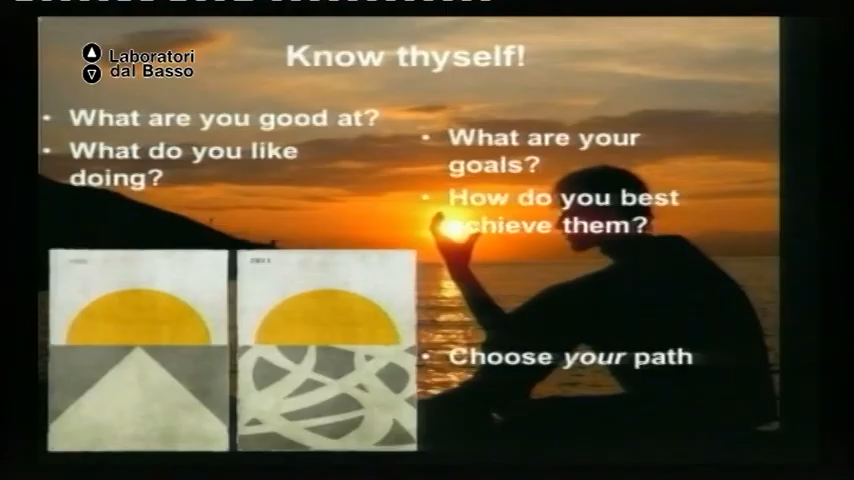 Laboratori
dal Basso
Know thyself!
• What are you good at?
• What do you like
doing?
• What are your
goals?
• How do you best
achieve them?
• Choose your path